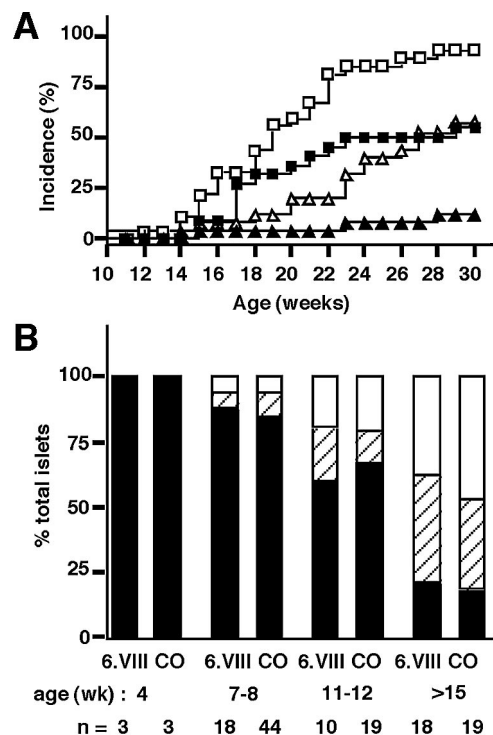 A
100
75
50
25
0
Incidence (%)
10 12 14 16 18 20 22 24 26 28 30
Age (weeks)
B
100
75
50
25
0
% total islets
6.VIII CO 6.VIII CO 6.VIII CO 6.VIII CO
age (wk) : 4 7-8 11-12 >15
n = 3 3 18 44 10 19 18 19